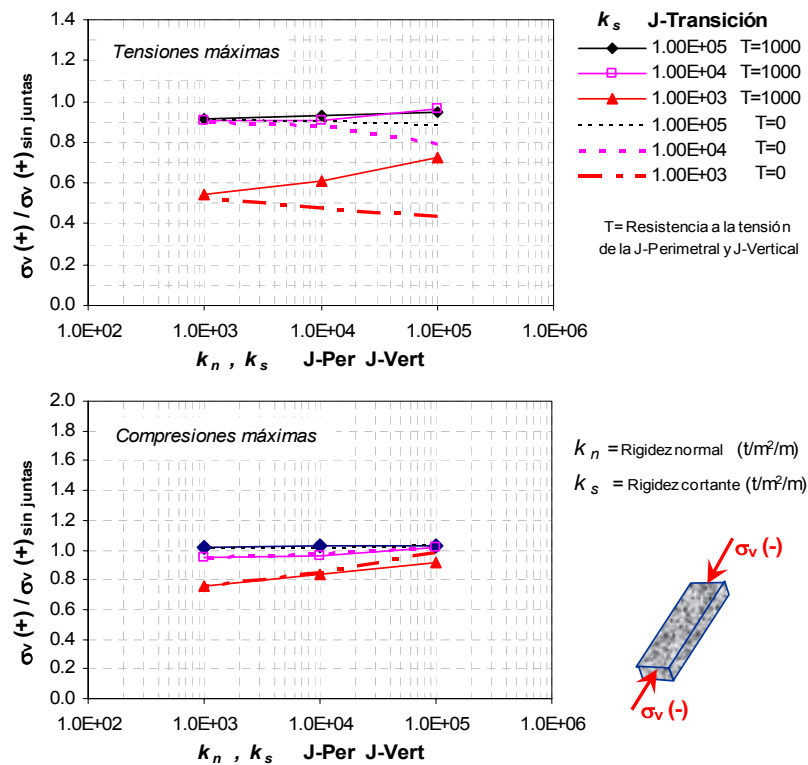 Tensiones máximas
σv (+) / σv (+) sin juntas
1.4
1.2
1.0
0.8
0.6
0.4
0.2
0.0
1.0E+02 1.0E+03 1.0E+04 1.0E+05 1.0E+06
kn , ks J-Per J-Vert
ks J-Transición
1.00E+05 T=1000
1.00E+04 T=1000
1.00E+03 T=1000
1.00E+05 T=0
1.00E+04 T=0
1.00E+03 T=0
T= Resistencia a la tensión
de la J-Perimetral y J-Vertical
Compresiones máximas
σv (+) / σv (+) sin juntas
2.0
1.8
1.6
1.4
1.2
1.0
0.8
0.6
0.4
0.2
0.0
1.0E+02 1.0E+03 1.0E+04 1.0E+05 1.0E+06
kn , ks J-Per J-Vert
kn = Rigidez normal (t/m²/m)
ks = Rigidez cortante (t/m²/m)
σv (-)
σv (-)